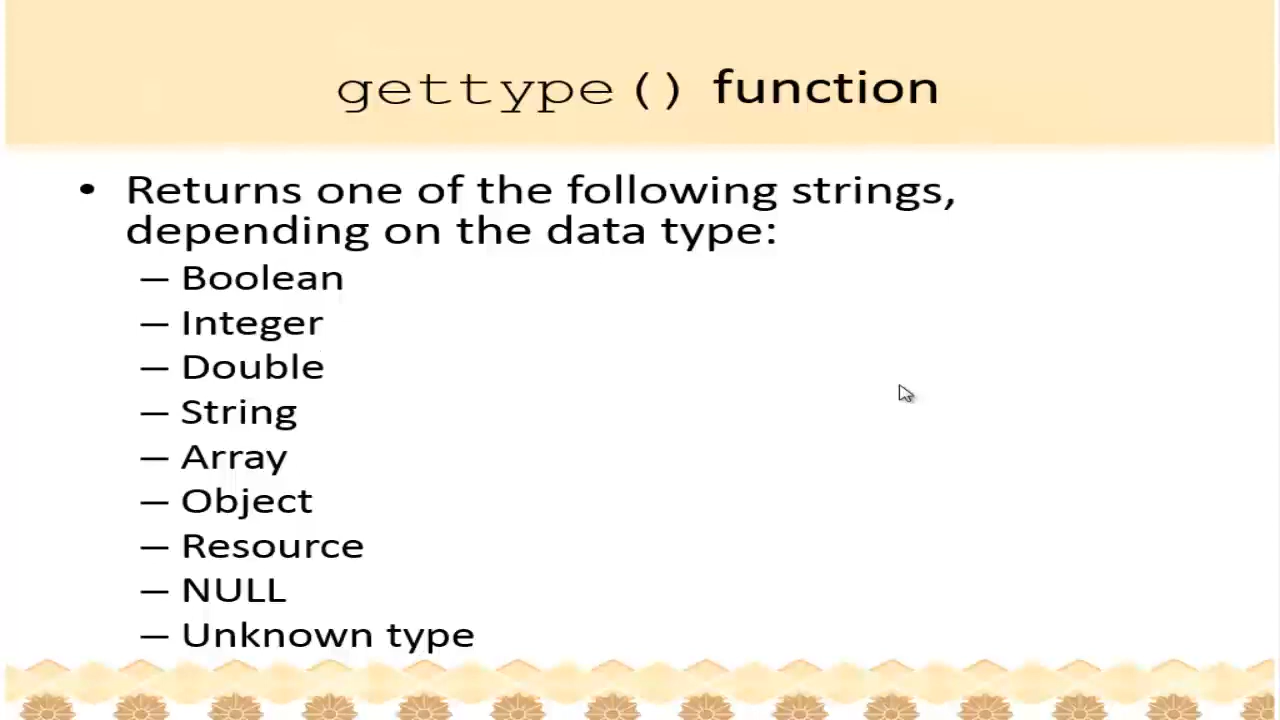 gettype() function
• Returns one of the following strings,
depending on the data type:
– Boolean
– Integer
– Double
– String
– Array
– Object
– Resource
– NULL
– Unknown type